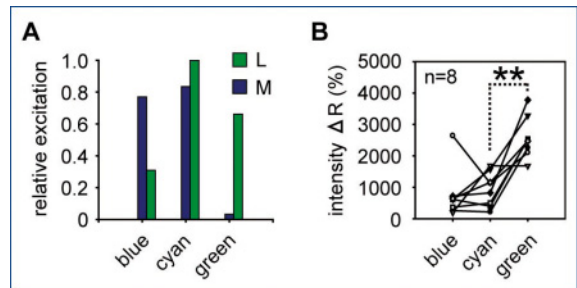 A
relative excitation
1.0
0.8
0.6
0.4
0.2
0
L
M
blue
cyan
green
B
intensity Δ R (%)
5000
4000
3000
2000
1000
0
n=8
**
blue
cyan
green